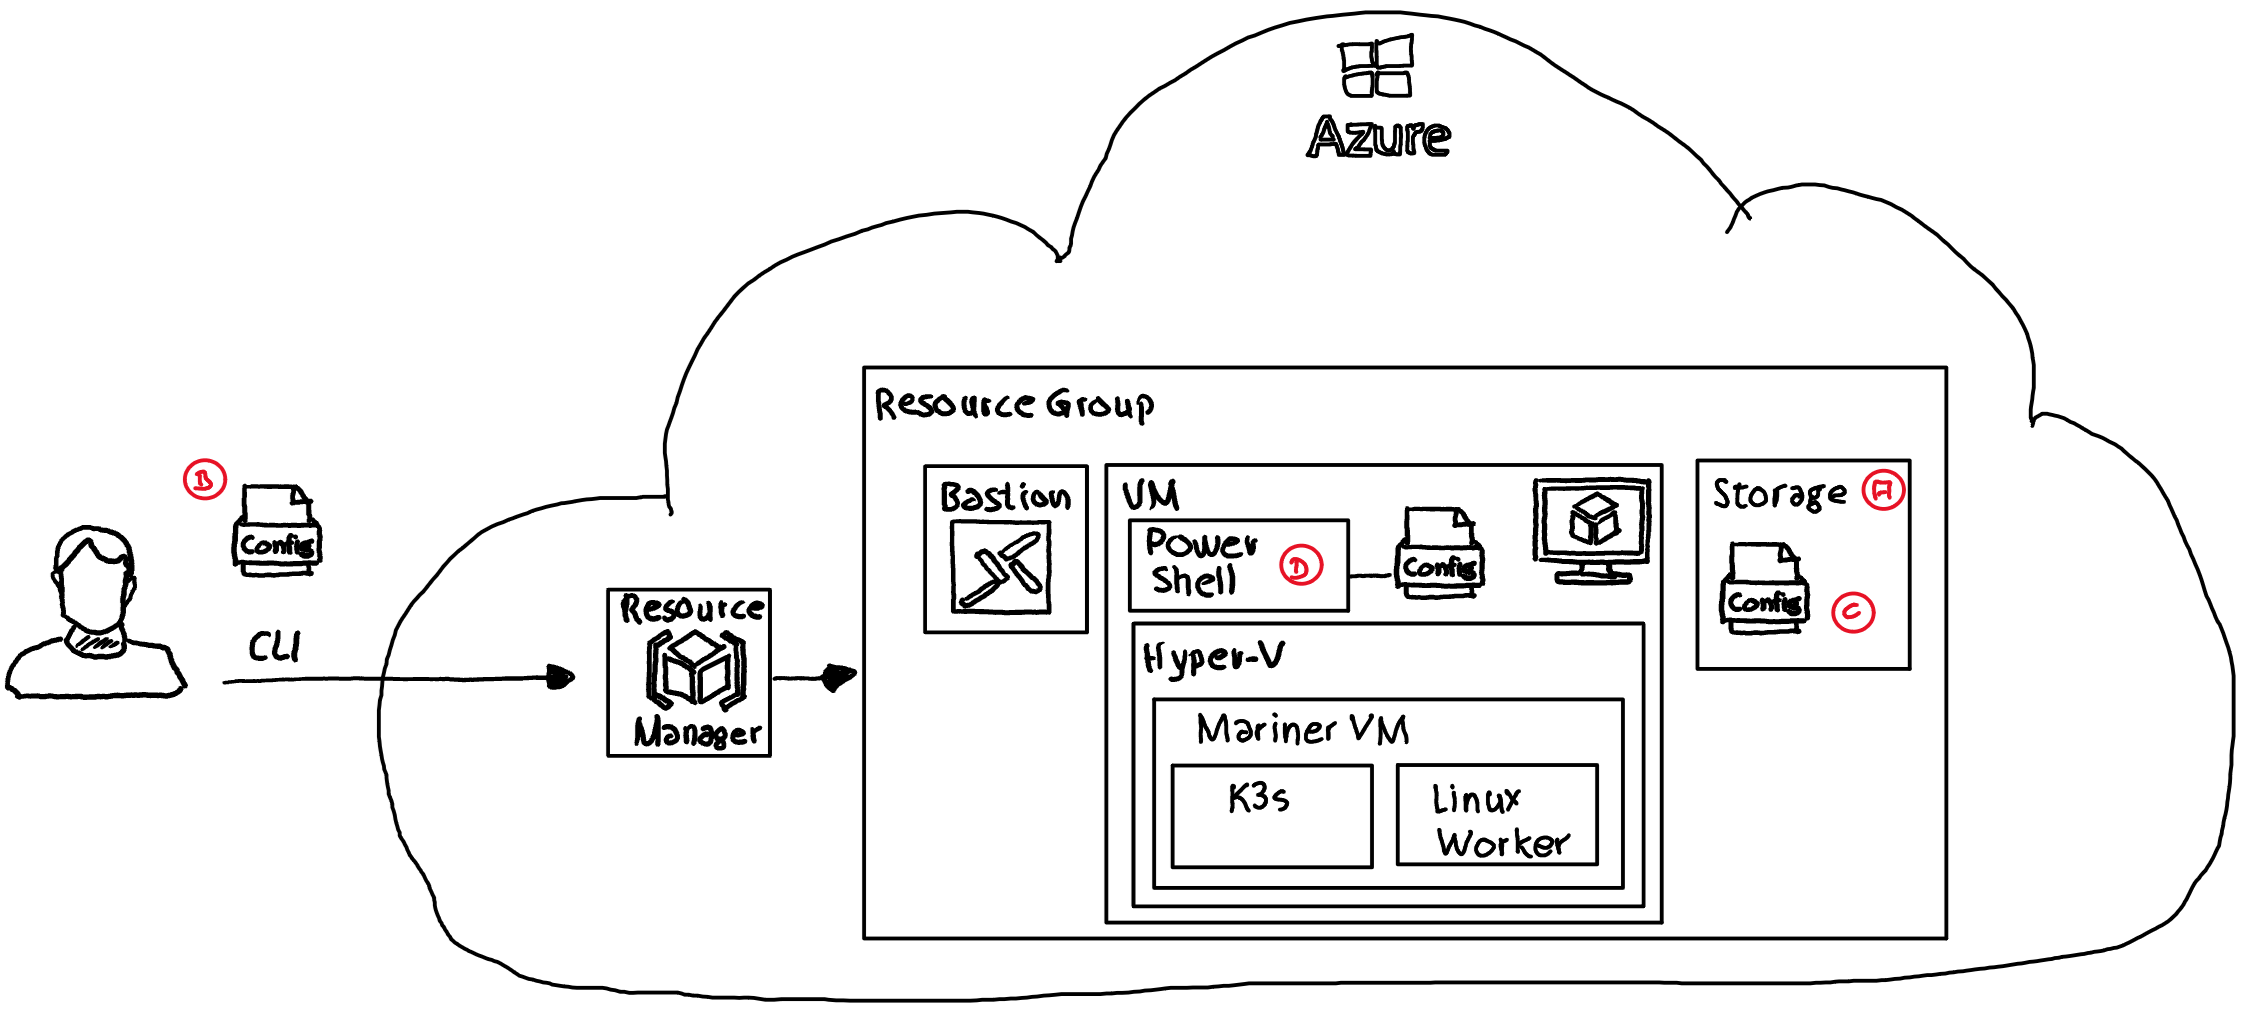 Azure
B
Config
CLI
Resource
Manager
Resource Group
Bastion
VM
Power
Shell
D
Config
Storage
A
Config
C
Hyper-V
Mariner VM
K3s
Linux
Worker